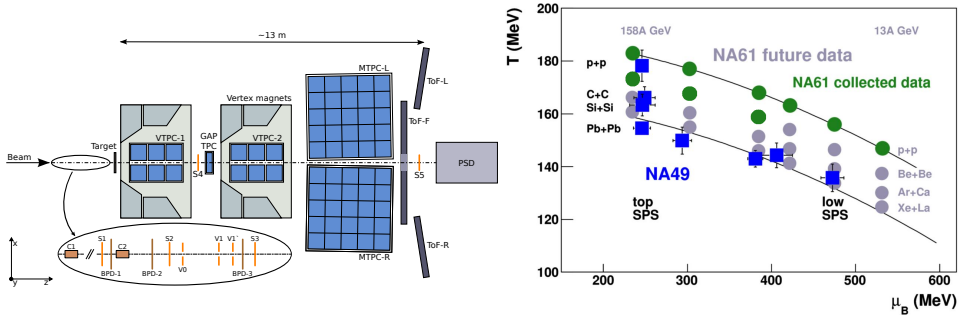 ~13 m
MTPC-L
ToF-L
Vertex magnets
ToF-F
VTPC-1
GAP
TPC
VTPC-2
Target
Beam
S4
S5
PSD
C1
S1
C2
S2
V1
V1´
S3
BPD-1
BPD-2
V0
BPD-3
x
y
z
MTPC-R
ToF-R
T (MeV)
200
180
160
140
120
100
158A GeV
13A GeV
NA61 future data
NA61 collected data
p+p
C+C
Si+Si
Pb+Pb
NA49
top
SPS
low
SPS
p+p
Be+Be
Ar+Ca
Xe+La
200
300
400
500
600
μB (MeV)